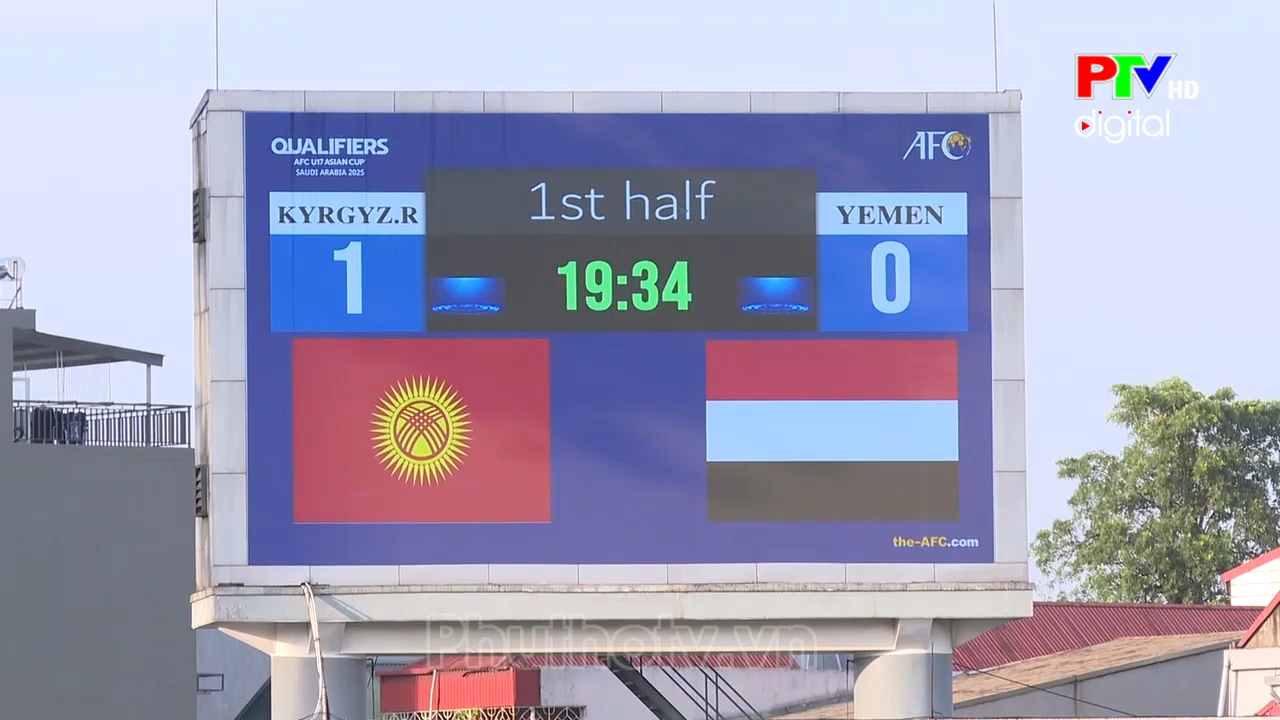 PTV HD
digital
QUALIFIERS
AFC U17 ASIAN CUP
SAUDI ARABIA 2025
AFC
1st half
KYRGYZ.R
YEMEN
1
19:34
0
the-AFC.com
Phuthotv.vn